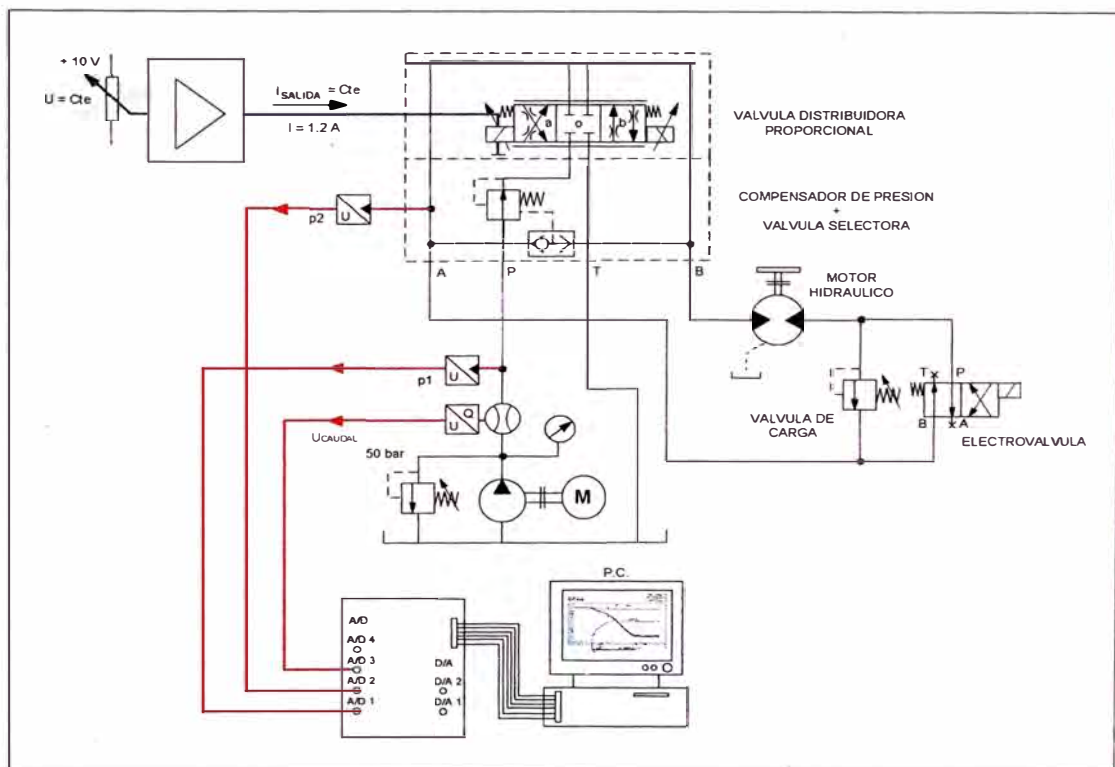 + 10 V
U = Cte
I SALIDA = Cte
I = 1.2 A
a
o
b
VALVULA DISTRIBUIDORA
PROPORCIONAL
COMPENSADOR DE PRESION
+
VALVULA SELECTORA
p2
U
A
P
T
B
MOTOR
HIDRAULICO
p1
U
T
P
VALVULA DE
CARGA
B
A
ELECTROVALVULA
Q
U
UCAUDAL
50 bar
M
P.C.
A/D
A/D 4
A/D 3
D/A
A/D 2
D/A 2
A/D 1
D/A 1